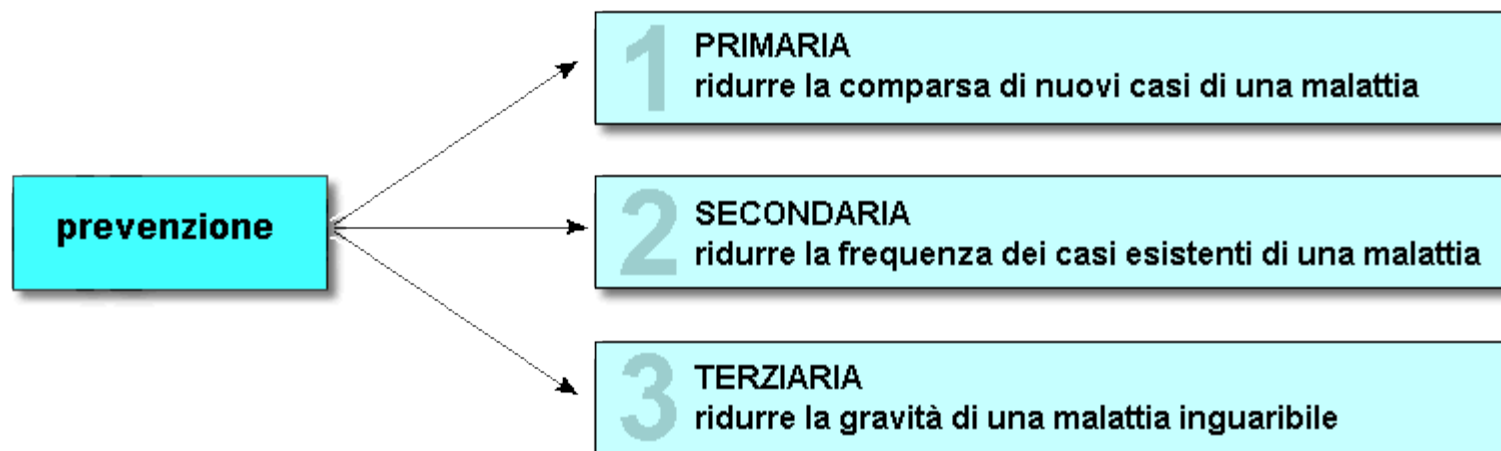 prevenzione
1
PRIMARIA
ridurre la comparsa di nuovi casi di una malattia
2
SECONDARIA
ridurre la frequenza dei casi esistenti di una malattia
3
TERZIARIA
ridurre la gravità di una malattia inguaribile